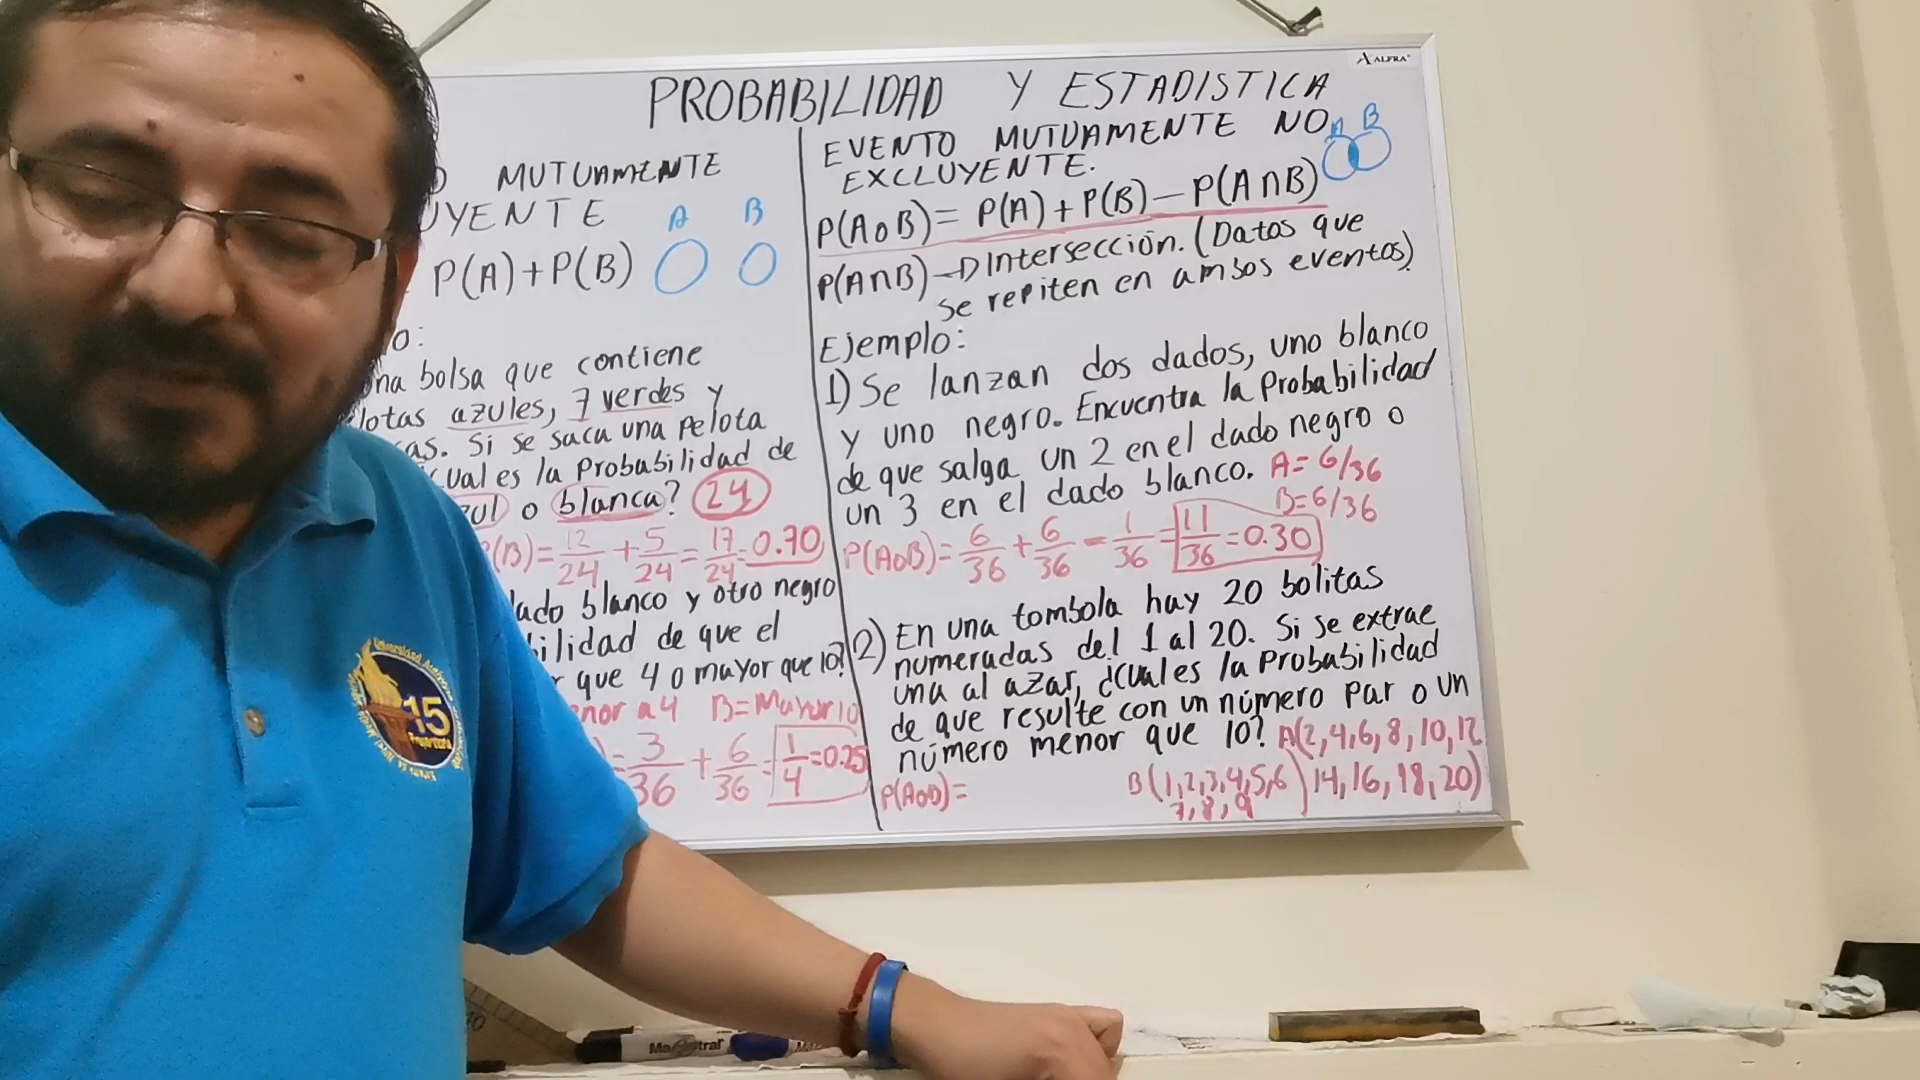 ALFRA
PROBABILIDAD Y ESTADISTICA
MUTUAMENTE
UYENTE A B
P(A)+P(B)
o:
na bolsa que contiene
lotas azules, 7 verdes y
as. Si se saca una pelota
cual es la probabilidad de
zul o blanca? 24
(B)=12/24+5/24=17/24=0.70
lado blanco y otro negro
ilidad de que el
r que 4 o mayor que 10?
enor a 4 B=Mayor 10
=3/36+6/36=1/4=0.25
EVENTO MUTUAMENTE NO A B
EXCLUYENTE.
P(AoB)=P(A)+P(B)-P(A∩B)
P(A∩B)→Intersección. (Datos que
se repiten en ambos eventos)
Ejemplo:
1) Se lanzan dos dados, uno blanco
y uno negro. Encuentra la probabilidad
de que salga un 2 en el dado negro o
un 3 en el dado blanco. A=6/36
B=6/36
P(AoB)=6/36+6/36-1/36=11/36=0.30
2) En una tombola hay 20 bolitas
numeradas del 1 al 20. Si se extrae
una al azar, ¿cual es la probabilidad
de que resulte con un número par o un
número menor que 10? A(2,4,6,8,10,12
14,16,18,20)
P(AoB)= B(1,2,3,4,5,6
7,8,9)
15
Magistral